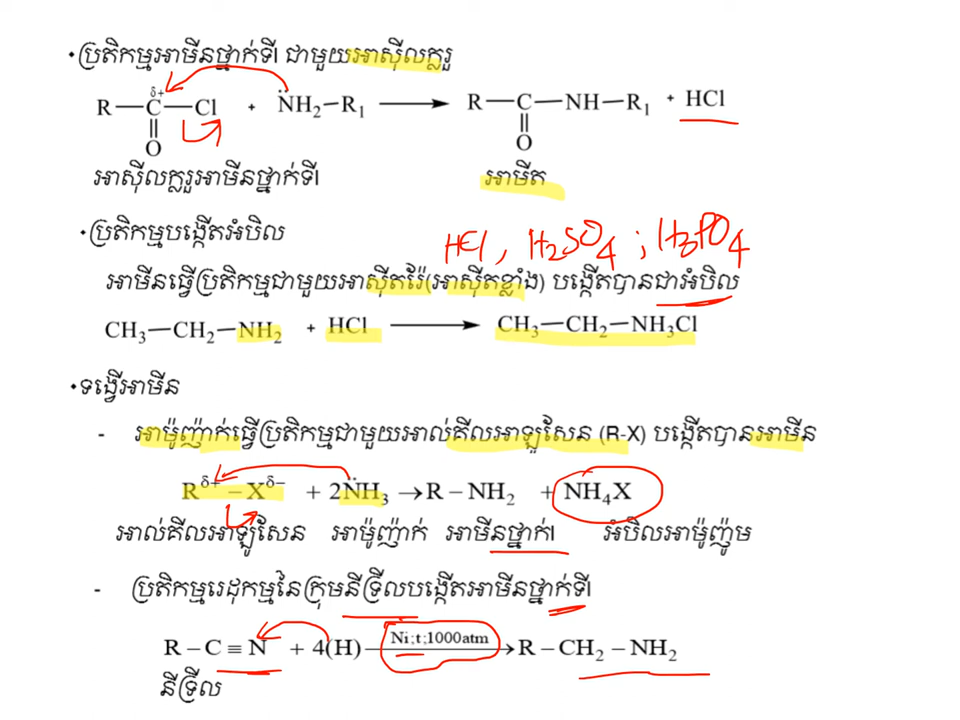 •ប្រតិកម្មអាមីនថ្នាក់ទី I ជាមួយអាស៊ីលក្លរួ
R—C—Cl + NH₂—R₁ ⟶ R—C—NH—R₁ + HCl
δ+
O O
អាស៊ីលក្លរួអាមីនថ្នាក់ទី I អាមីត
•ប្រតិកម្មបង្កើតអំបិល
HCl , H₂SO₄ ; H₃PO₄
អាមីនធ្វើប្រតិកម្មជាមួយអាស៊ីតរ៉ែ(អាស៊ីតខ្លាំង) បង្កើតបានជាអំបិល
CH₃—CH₂—NH₂ + HCl ⟶ CH₃—CH₂—NH₃Cl
•ទង្វើអាមីន
- អាម៉ូញ៉ាក់ធ្វើប្រតិកម្មជាមួយអាល់គីលអាឡូសែន (R-X) បង្កើតបានអាមីន
Rᵟ⁺ – Xᵟ⁻ + 2NH₃ → R – NH₂ + NH₄X
អាល់គីលអាឡូសែន អាម៉ូញ៉ាក់ អាមីនថ្នាក់I អំបិលអាម៉ូញ៉ូម
- ប្រតិកម្មរេដុកម្មនៃក្រុមនីទ្រីលបង្កើតអាមីនថ្នាក់ទី I
R – C ≡ N + 4(H) Ni;t;1000atm → R – CH₂ – NH₂
នីទ្រីល